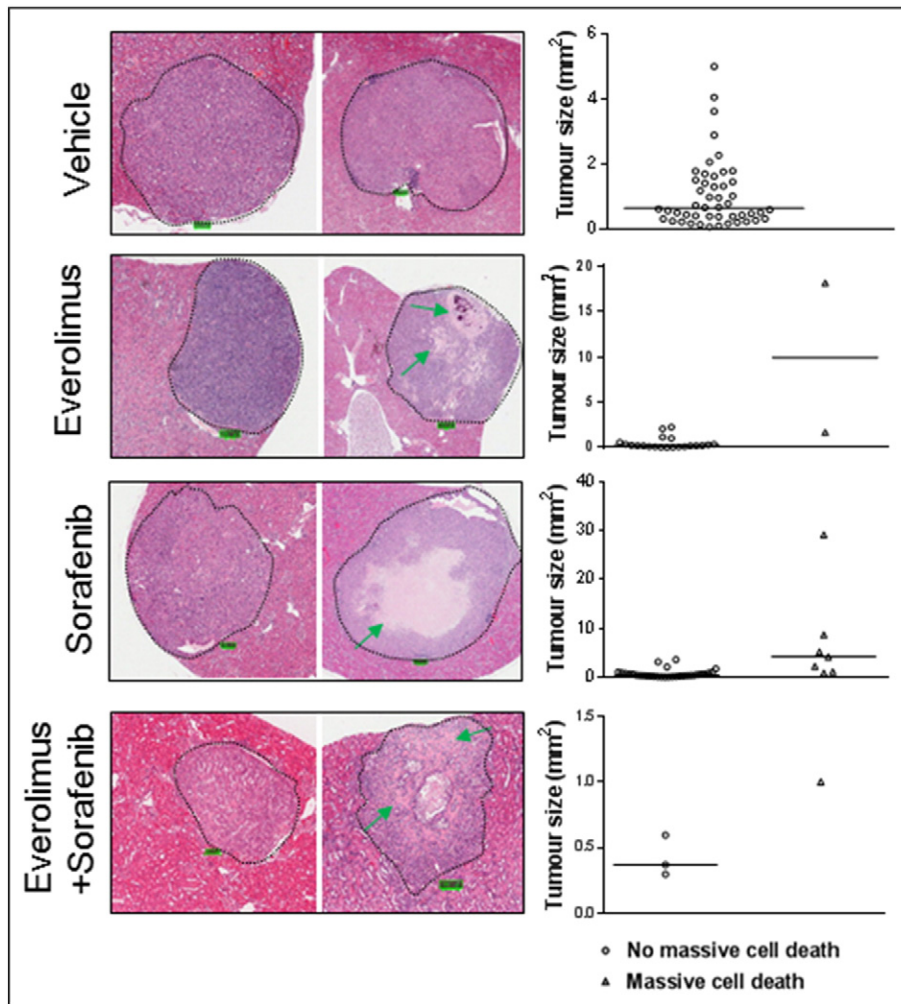 Vehicle
Tumour size (mm²)
6
4
2
0
Everolimus
Tumour size (mm²)
20
15
10
5
0
Sorafenib
Tumour size (mm²)
40
30
20
10
0
Everolimus
+Sorafenib
Tumour size (mm²)
1.5
1.0
0.5
0.0
No massive cell death
Massive cell death